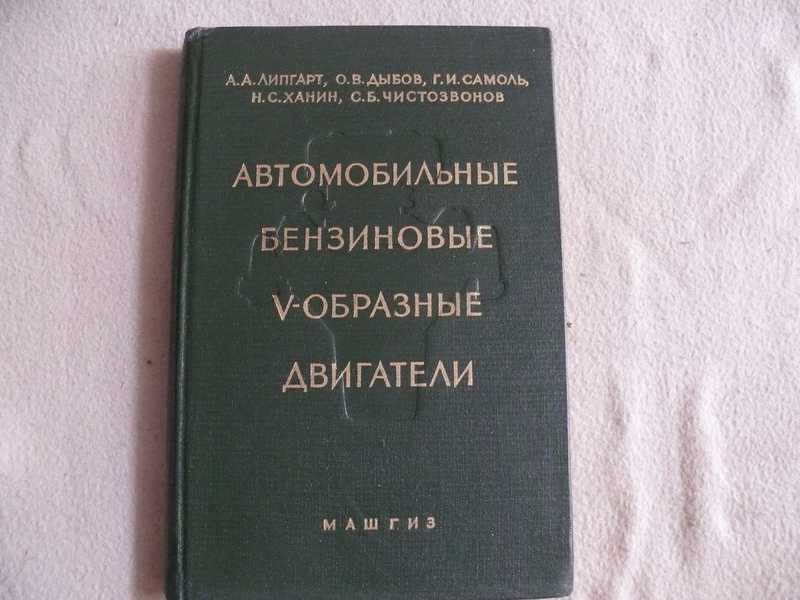 А.А.ЛИПГАРТ, О.В.ДЫБОВ, Г.И.САМОЛЬ,
Н.С.ХАНИН, С.Б.ЧИСТОЗВОНОВ
АВТОМОБИЛЬНЫЕ
БЕНЗИНОВЫЕ
V-ОБРАЗНЫЕ
ДВИГАТЕЛИ
МАШГИЗ